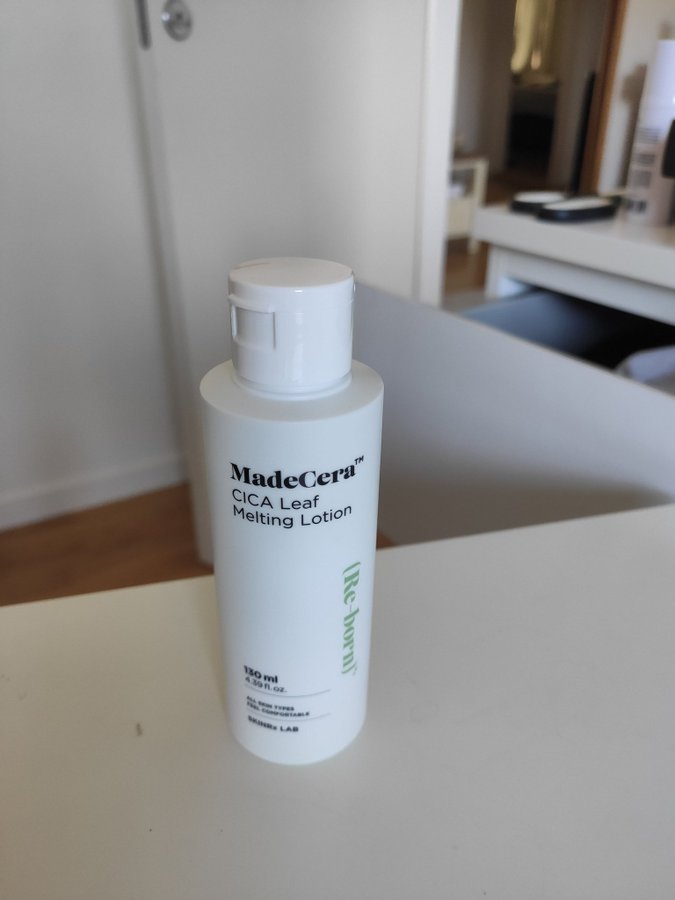 MadeCera™
CICA Leaf
Melting Lotion
(Re-born)
130 ml
4.39 fl. oz.
ALL SKIN TYPES
FEEL COMFORTABLE
SKINRx LAB